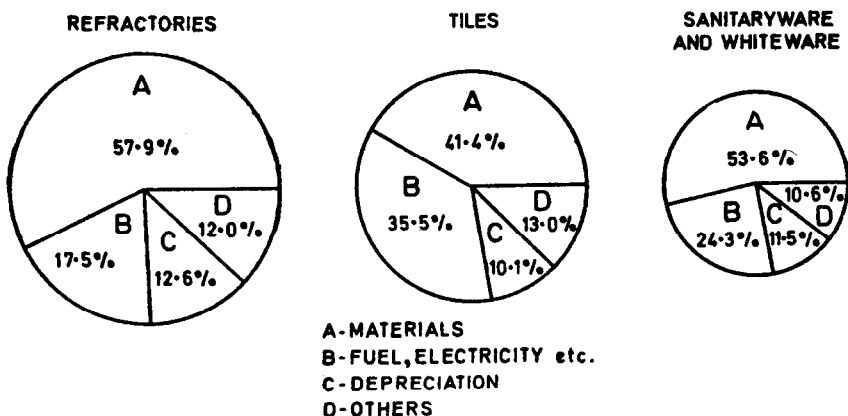 REFRACTORIES
A
57.9%
B
17.5%
C
12.6%
D
12.0%
TILES
A
41.4%
B
35.5%
C
10.1%
D
13.0%
SANITARYWARE
AND WHITEWARE
A
53.6%
B
24.3%
C
11.5%
D
10.6%
A-MATERIALS
B-FUEL, ELECTRICITY etc.
C-DEPRECIATION
D-OTHERS